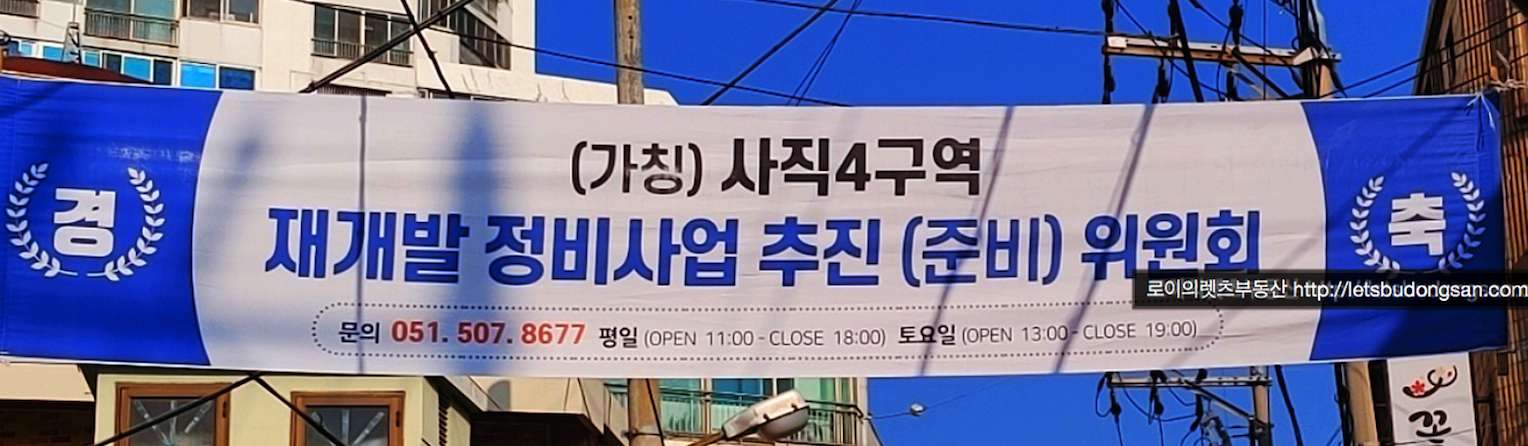 (가칭) 사직4구역
경 재개발 정비사업 추진 (준비) 위원회 축
문의 051. 507. 8677 평일 (OPEN 11:00 - CLOSE 18:00) 토요일 (OPEN 13:00 - CLOSE 19:00)
로이의렛츠부동산 http://letsbudongsan.com